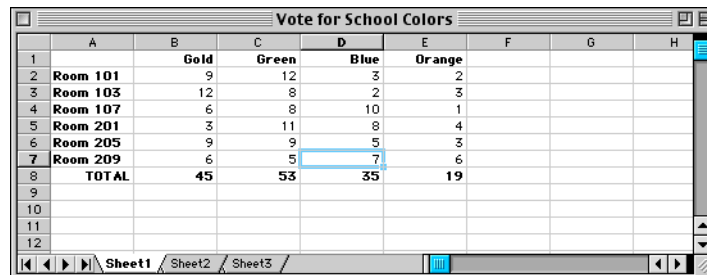 Vote for School Colors
A B C D E F G H
1 Gold Green Blue Orange
2 Room 101 9 12 3 2
3 Room 103 12 8 2 3
4 Room 107 6 8 10 1
5 Room 201 3 11 8 4
6 Room 205 9 9 5 3
7 Room 209 6 5 7 6
8 TOTAL 45 53 35 19
9
10
11
12
Sheet1 Sheet2 Sheet3